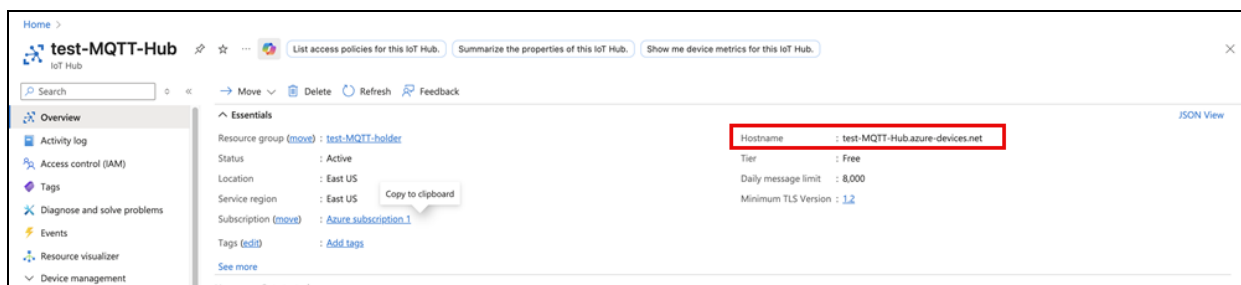 Home >
test-MQTT-Hub ... List access policies for this IoT Hub. Summarize the properties of this IoT Hub. Show me device metrics for this IoT Hub.
IoT Hub
Search
Move Delete Refresh Feedback
Overview
Activity log
Access control (IAM)
Tags
Diagnose and solve problems
Events
Resource visualizer
Device management
Essentials
JSON View
Resource group (move) : test-MQTT-holder
Status : Active
Location : East US
Service region : East US
Copy to clipboard
Subscription (move) : Azure subscription 1
Tags (edit) : Add tags
See more
Hostname : test-MQTT-Hub.azure-devices.net
Tier : Free
Daily message limit : 8,000
Minimum TLS Version : 1.2